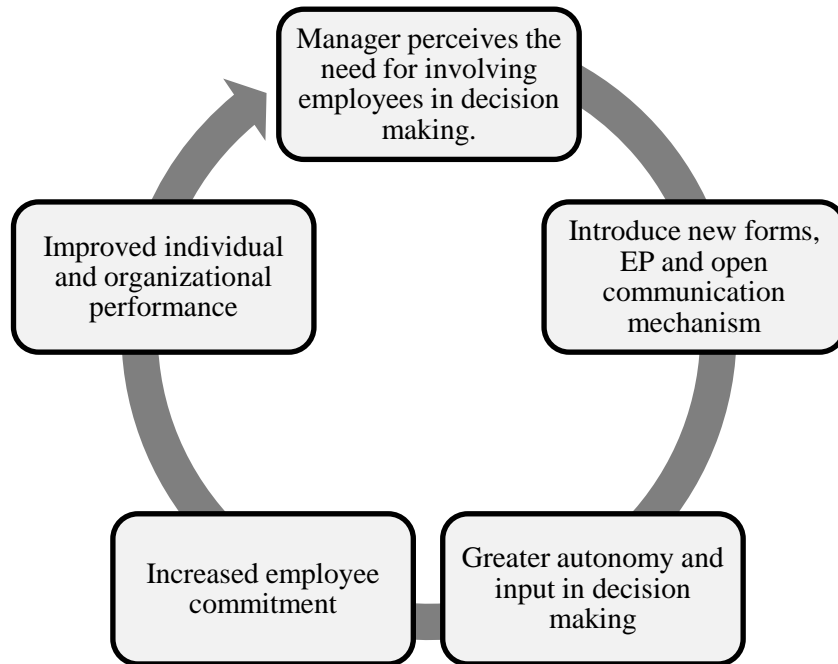 Manager perceives the
need for involving
employees in decision
making.
Introduce new forms,
EP and open
communication
mechanism
Greater autonomy and
input in decision
making
Increased employee
commitment
Improved individual
and organizational
performance